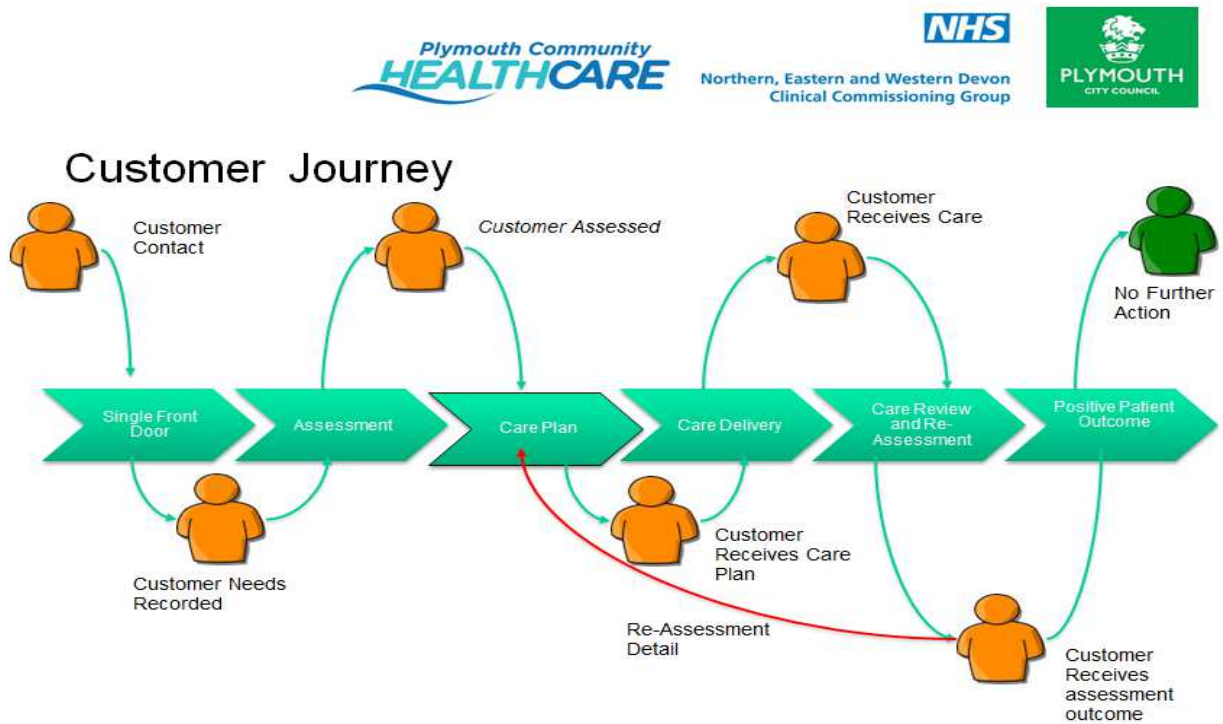 Plymouth Community
HEALTHCARE
NHS
Northern, Eastern and Western Devon
Clinical Commissioning Group
PLYMOUTH
CITY COUNCIL
Customer Journey
Customer
Contact
Customer Assessed
Customer
Receives Care
No Further
Action
Single Front
Door
Assessment
Care Plan
Care Delivery
Care Review
and Re-
Assessment
Positive Patient
Outcome
Customer Needs
Recorded
Customer
Receives Care
Plan
Re-Assessment
Detail
Customer
Receives
assessment
outcome